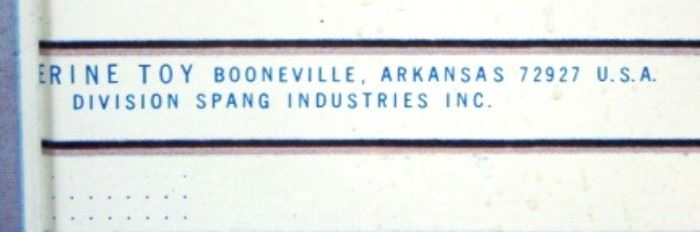 ERINE TOY BOONEVILLE, ARKANSAS 72927 U.S.A.
DIVISION SPANG INDUSTRIES INC.